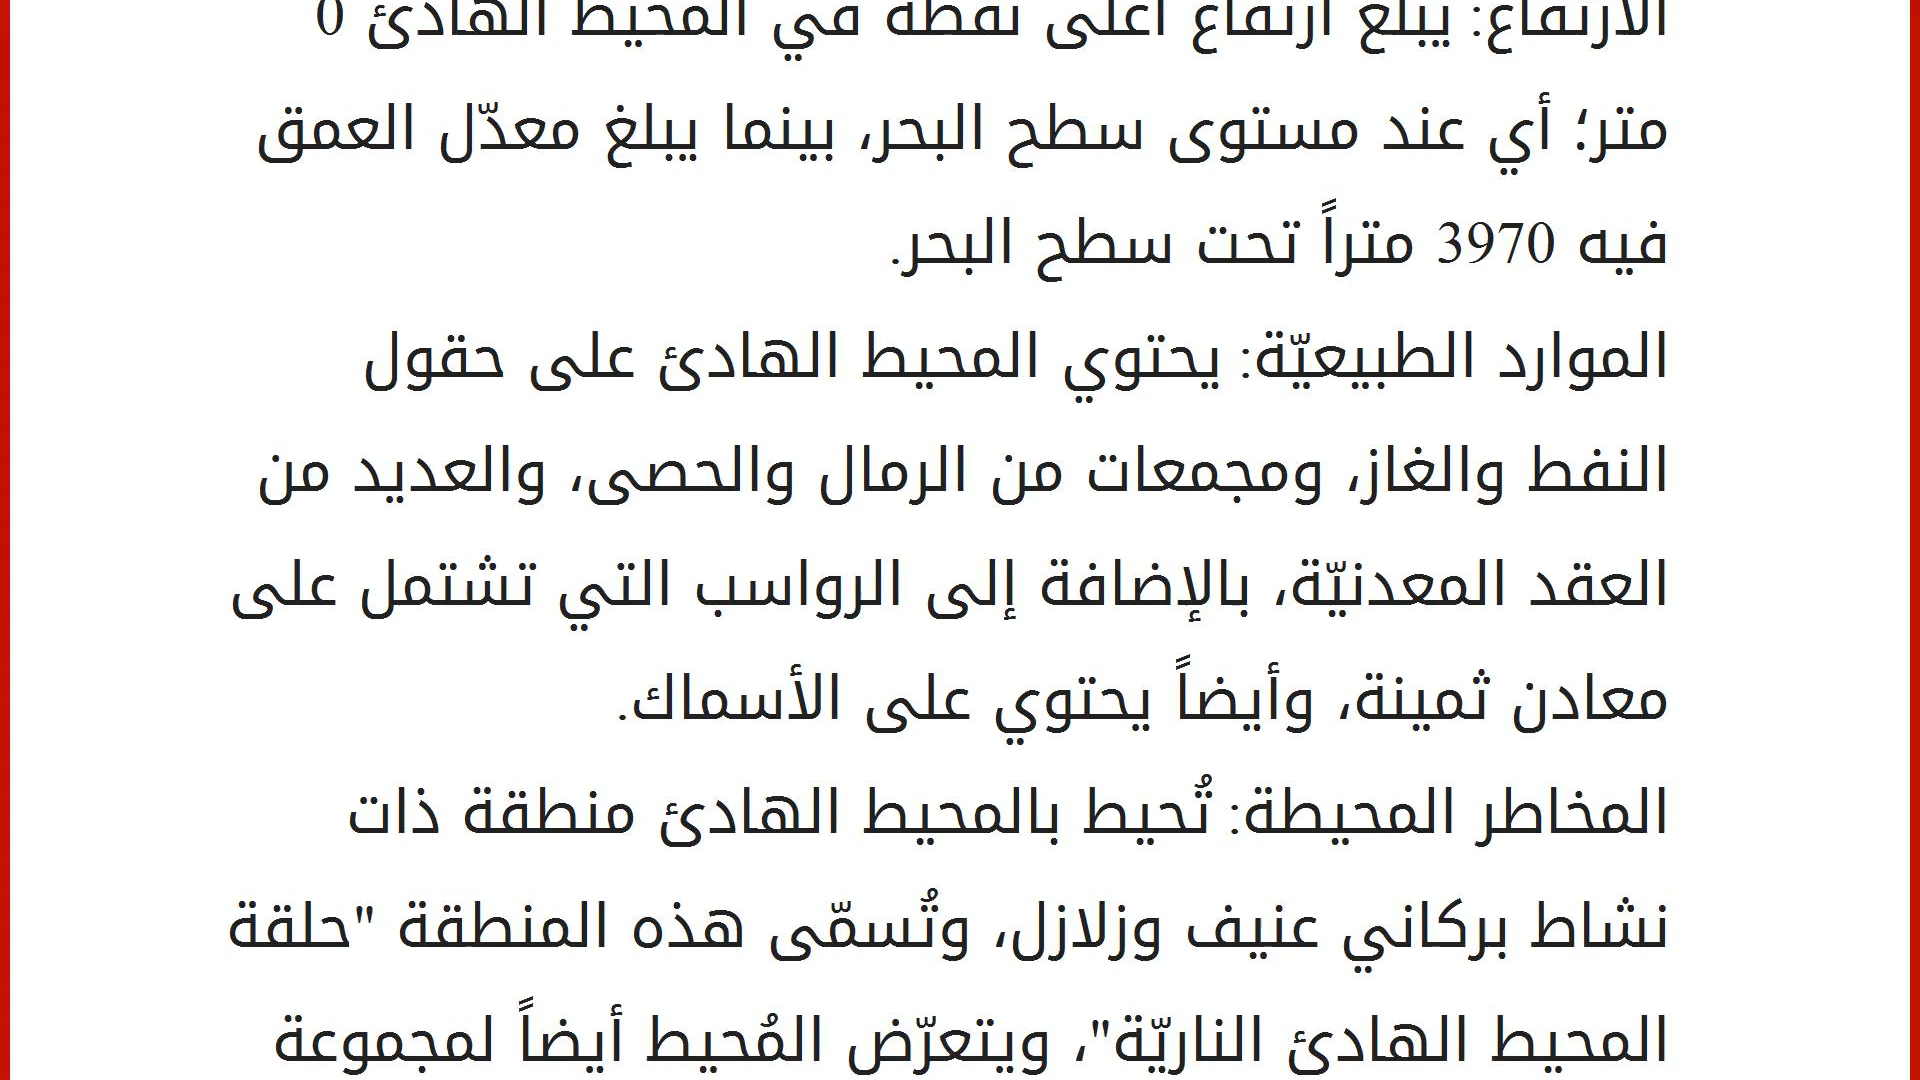 الارتفاع: يبلغ ارتفاع أعلى نقطة في المحيط الهادئ 0
متر؛ أي عند مستوى سطح البحر، بينما يبلغ معدّل العمق
فيه 3970 متراً تحت سطح البحر.
الموارد الطبيعيّة: يحتوي المحيط الهادئ على حقول
النفط والغاز، ومجمعات من الرمال والحصى، والعديد من
العقد المعدنيّة، بالإضافة إلى الرواسب التي تشتمل على
معادن ثمينة، وأيضاً يحتوي على الأسماك.
المخاطر المحيطة: تُحيط بالمحيط الهادئ منطقة ذات
نشاط بركاني عنيف وزلازل، وتُسمّى هذه المنطقة "حلقة
المحيط الهادئ الناريّة"، ويتعرّض المُحيط أيضاً لمجموعة